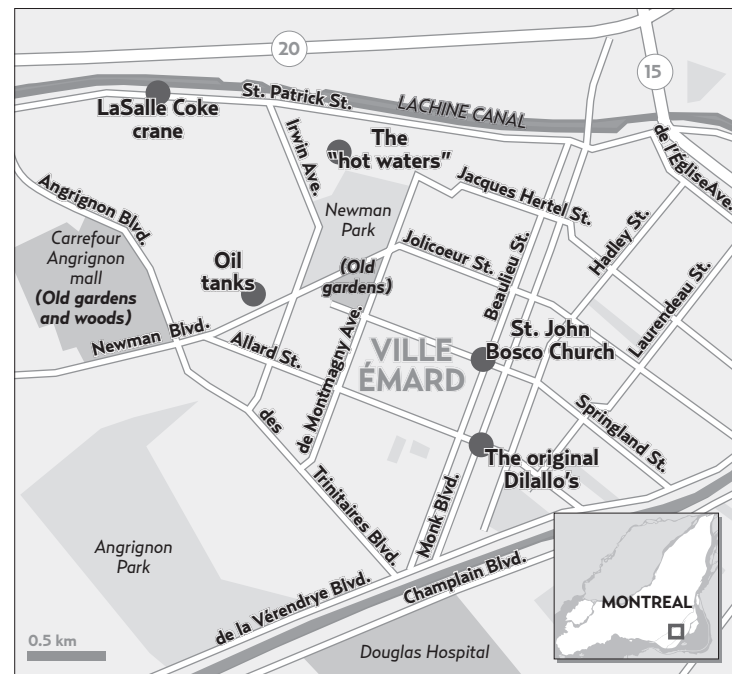 20
15
LaSalle Coke
crane
St. Patrick St.
LACHINE CANAL
The
"hot waters"
Irwin Ave.
de l'ÉgliseAve.
Angrignon Blvd.
Jacques Hertel St.
Newman
Park
Hadley St.
Carrefour
Angrignon
mall
(Old gardens
and woods)
Oil
tanks
(Old
gardens)
Jolicoeur St.
Beaulieu St.
Laurendeau St.
Newman Blvd.
Allard St.
de Montmagny Ave.
VILLE
ÉMARD
St. John
Bosco Church
Springland St.
des
Trinitaires Blvd.
The original
Dilallo's
Monk Blvd.
Angrignon
Park
de la Vérendrye Blvd.
Champlain Blvd.
MONTREAL
0.5 km
Douglas Hospital